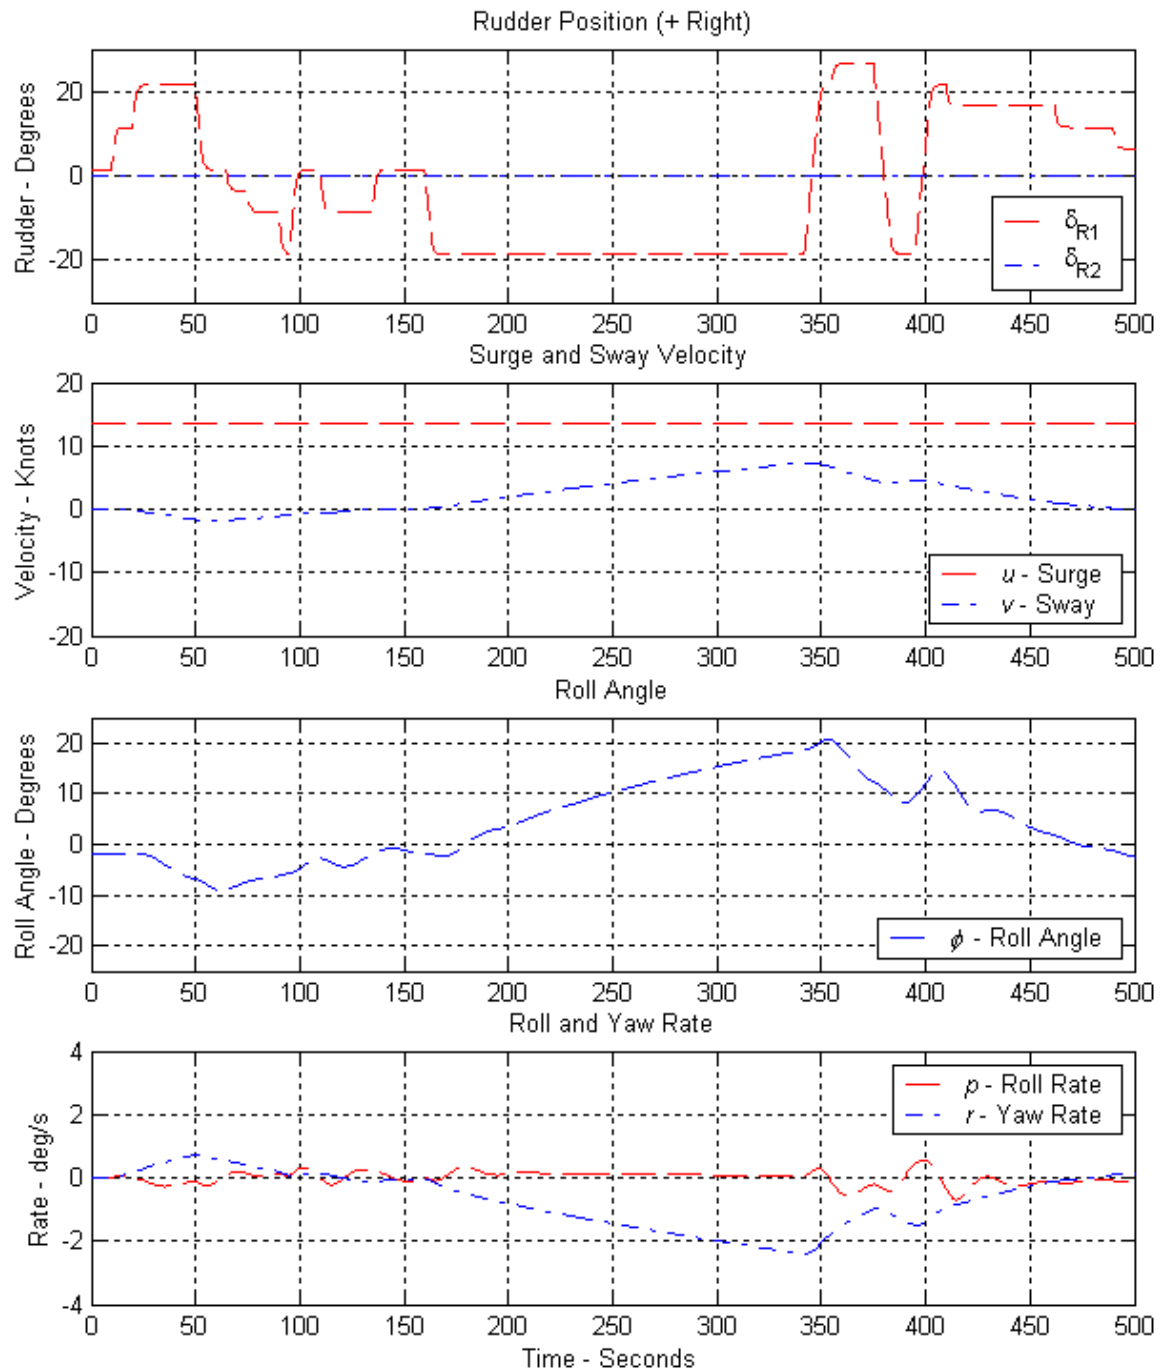 Rudder Position (+ Right)
Rudder - Degrees
20
0
-20
δR1
δR2
0 50 100 150 200 250 300 350 400 450 500
Surge and Sway Velocity
Velocity - Knots
20
10
0
-10
-20
u - Surge
v - Sway
0 50 100 150 200 250 300 350 400 450 500
Roll Angle
Roll Angle - Degrees
20
10
0
-10
-20
ϕ - Roll Angle
0 50 100 150 200 250 300 350 400 450 500
Roll and Yaw Rate
Rate - deg/s
4
2
0
-2
-4
p - Roll Rate
r - Yaw Rate
0 50 100 150 200 250 300 350 400 450 500
Time - Seconds